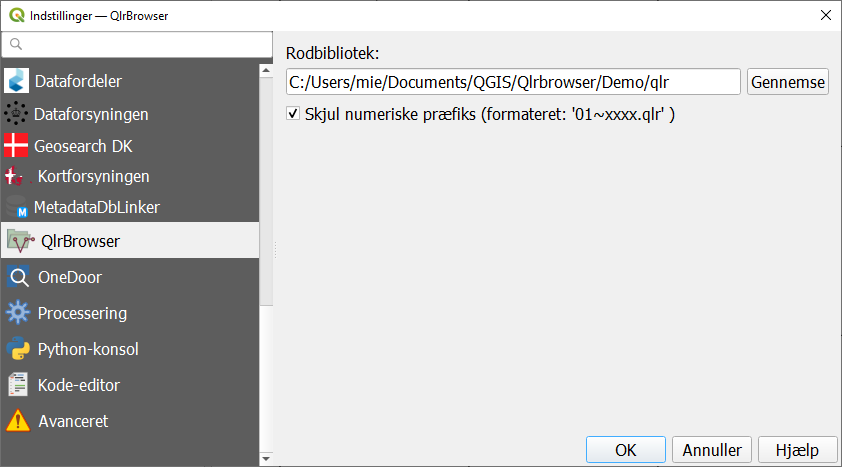 Indstillinger — QlrBrowser
Datafordeler
Dataforsyningen
Geosearch DK
Kortforsyningen
MetadataDbLinker
QlrBrowser
OneDoor
Processering
Python-konsol
Kode-editor
Avanceret
Rodbibliotek:
C:/Users/mie/Documents/QGIS/Qlrbrowser/Demo/qlr
Gennemse
Skjul numeriske præfiks (formateret: '01~xxxx.qlr' )
OK
Annuller
Hjælp